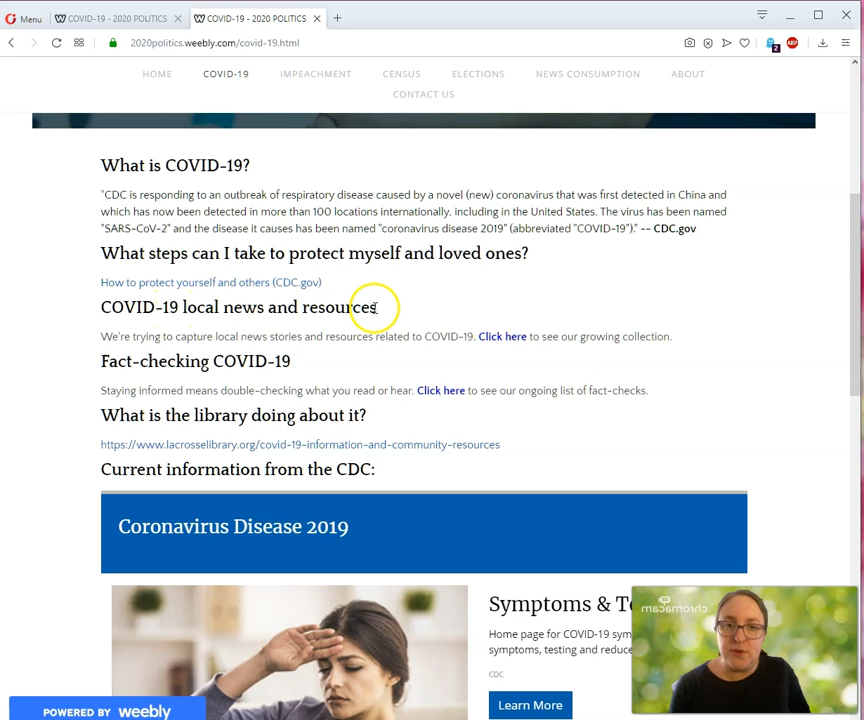 Menu
COVID-19 - 2020 POLITICS
COVID-19 - 2020 POLITICS
2020politics.weebly.com/covid-19.html
2
ABP
HOME COVID-19 IMPEACHMENT CENSUS ELECTIONS NEWS CONSUMPTION ABOUT
CONTACT US
What is COVID-19?
"CDC is responding to an outbreak of respiratory disease caused by a novel (new) coronavirus that was first detected in China and
which has now been detected in more than 100 locations internationally, including in the United States. The virus has been named
"SARS-CoV-2" and the disease it causes has been named "coronavirus disease 2019" (abbreviated "COVID-19")." -- CDC.gov
What steps can I take to protect myself and loved ones?
How to protect yourself and others (CDC.gov)
COVID-19 local news and resources
We're trying to capture local news stories and resources related to COVID-19. Click here to see our growing collection.
Fact-checking COVID-19
Staying informed means double-checking what you read or hear. Click here to see our ongoing list of fact-checks.
What is the library doing about it?
https://www.lacrosselibrary.org/covid-19-information-and-community-resources
Current information from the CDC:
Coronavirus Disease 2019
Symptoms & T
Home page for COVID-19 sym
symptoms, testing and reduce
CDC
Learn More
chromacam
POWERED BY weebly